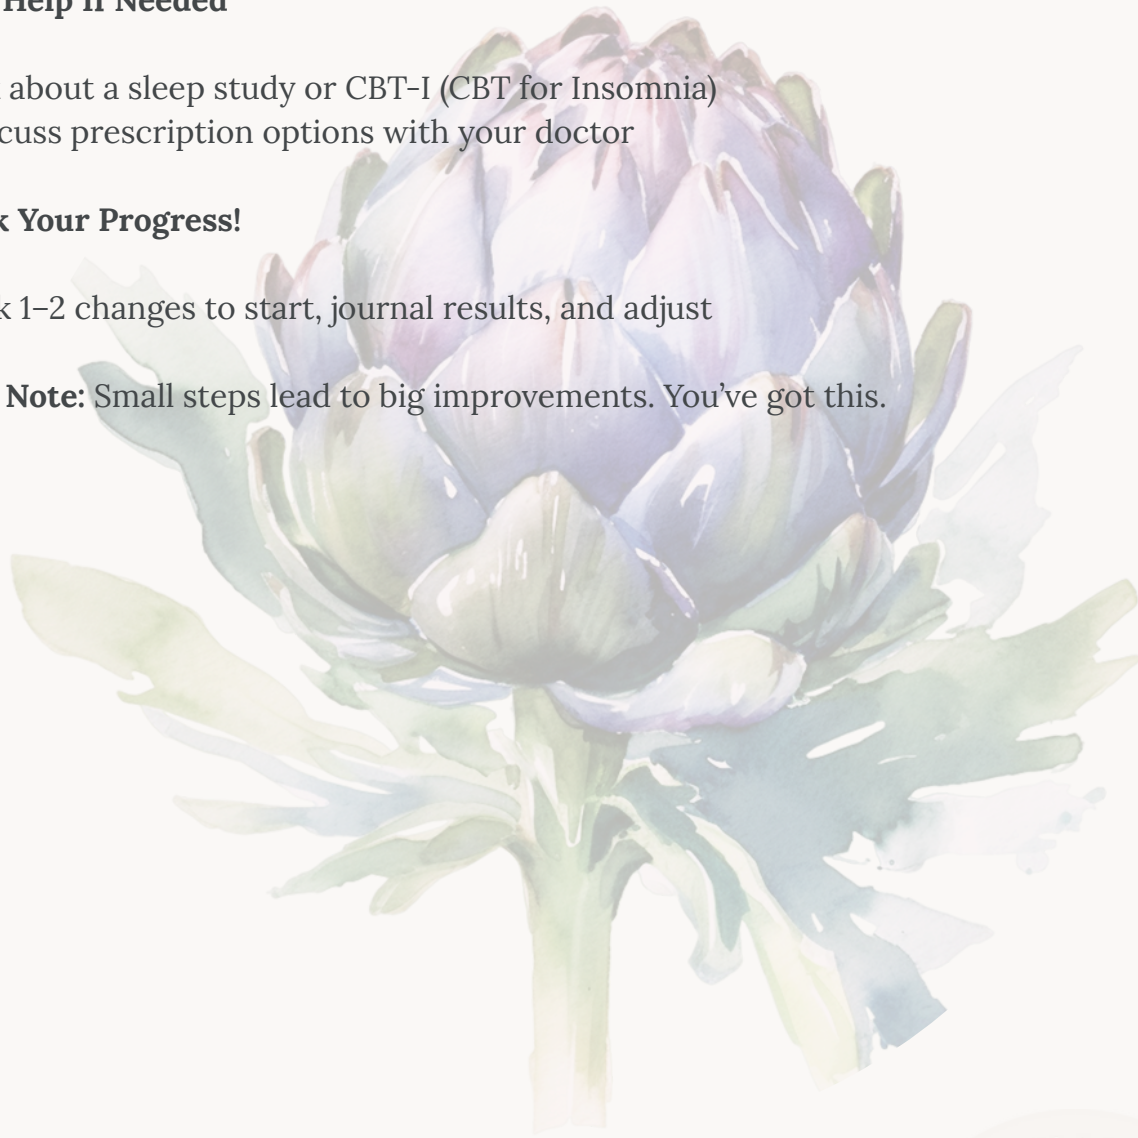 Help If Needed
about a sleep study or CBT-I (CBT for Insomnia)
cuss prescription options with your doctor
k Your Progress!
k 1–2 changes to start, journal results, and adjust
Note: Small steps lead to big improvements. You’ve got this.